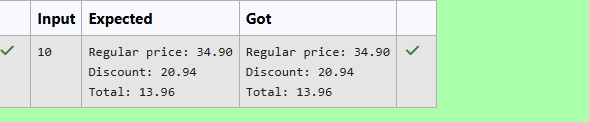 Input Expected Got
10 Regular price: 34.90 Regular price: 34.90
Discount: 20.94 Discount: 20.94
Total: 13.96 Total: 13.96